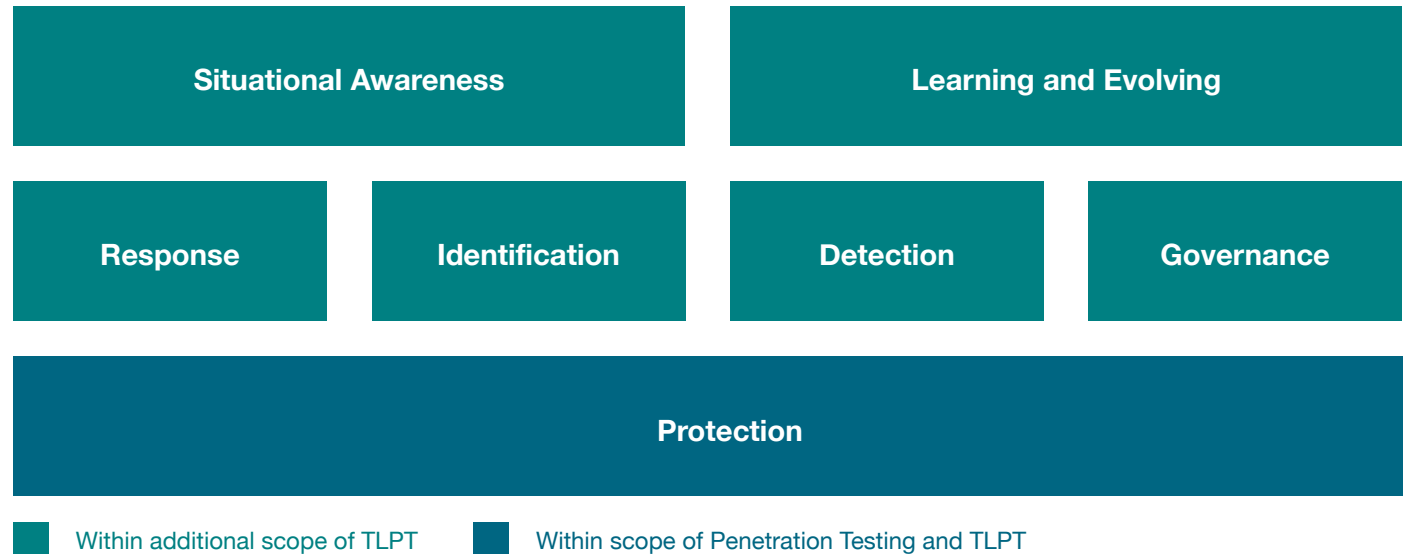 Situational Awareness
Learning and Evolving
Response
Identification
Detection
Governance
Protection
Within additional scope of TLPT
Within scope of Penetration Testing and TLPT